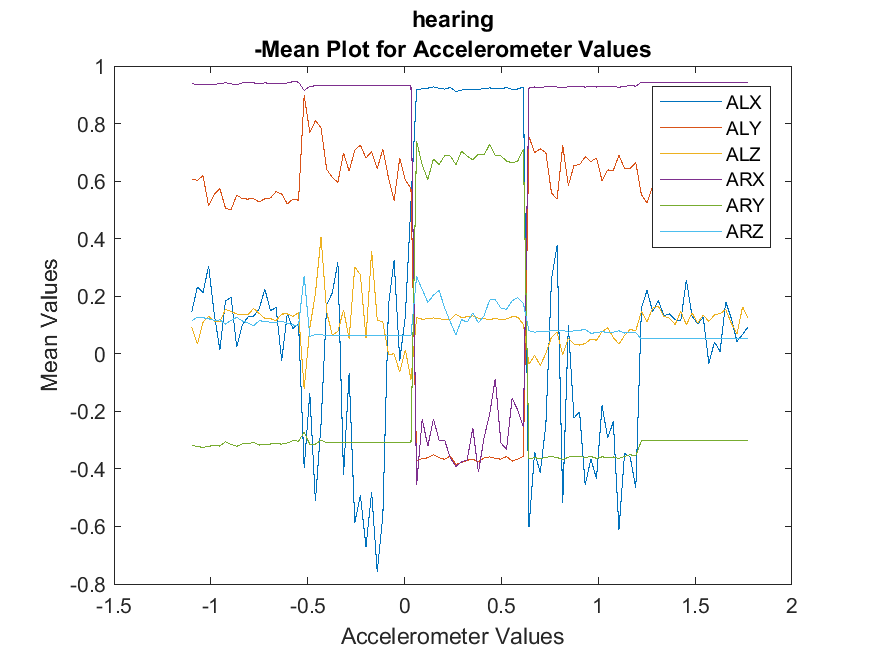 hearing
-Mean Plot for Accelerometer Values
1
0.8
0.6
0.4
0.2
0
-0.2
-0.4
-0.6
-0.8
Mean Values
ALX
ALY
ALZ
ARX
ARY
ARZ
-1.5 -1 -0.5 0 0.5 1 1.5 2
Accelerometer Values